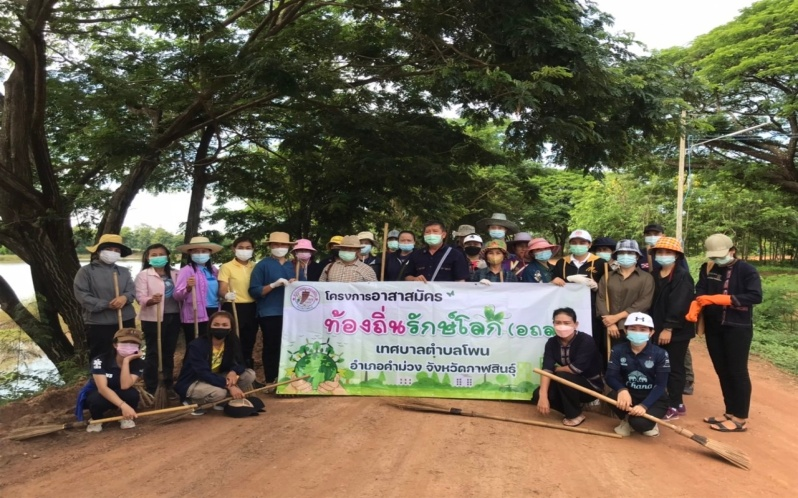 โครงการอาสาสมัคร
ท้องถิ่นรักษ์โลก (อถล
เทศบาลตำบลโพน
อำเภอคำม่วง จังหวัดกาฬสินธุ์
Chang